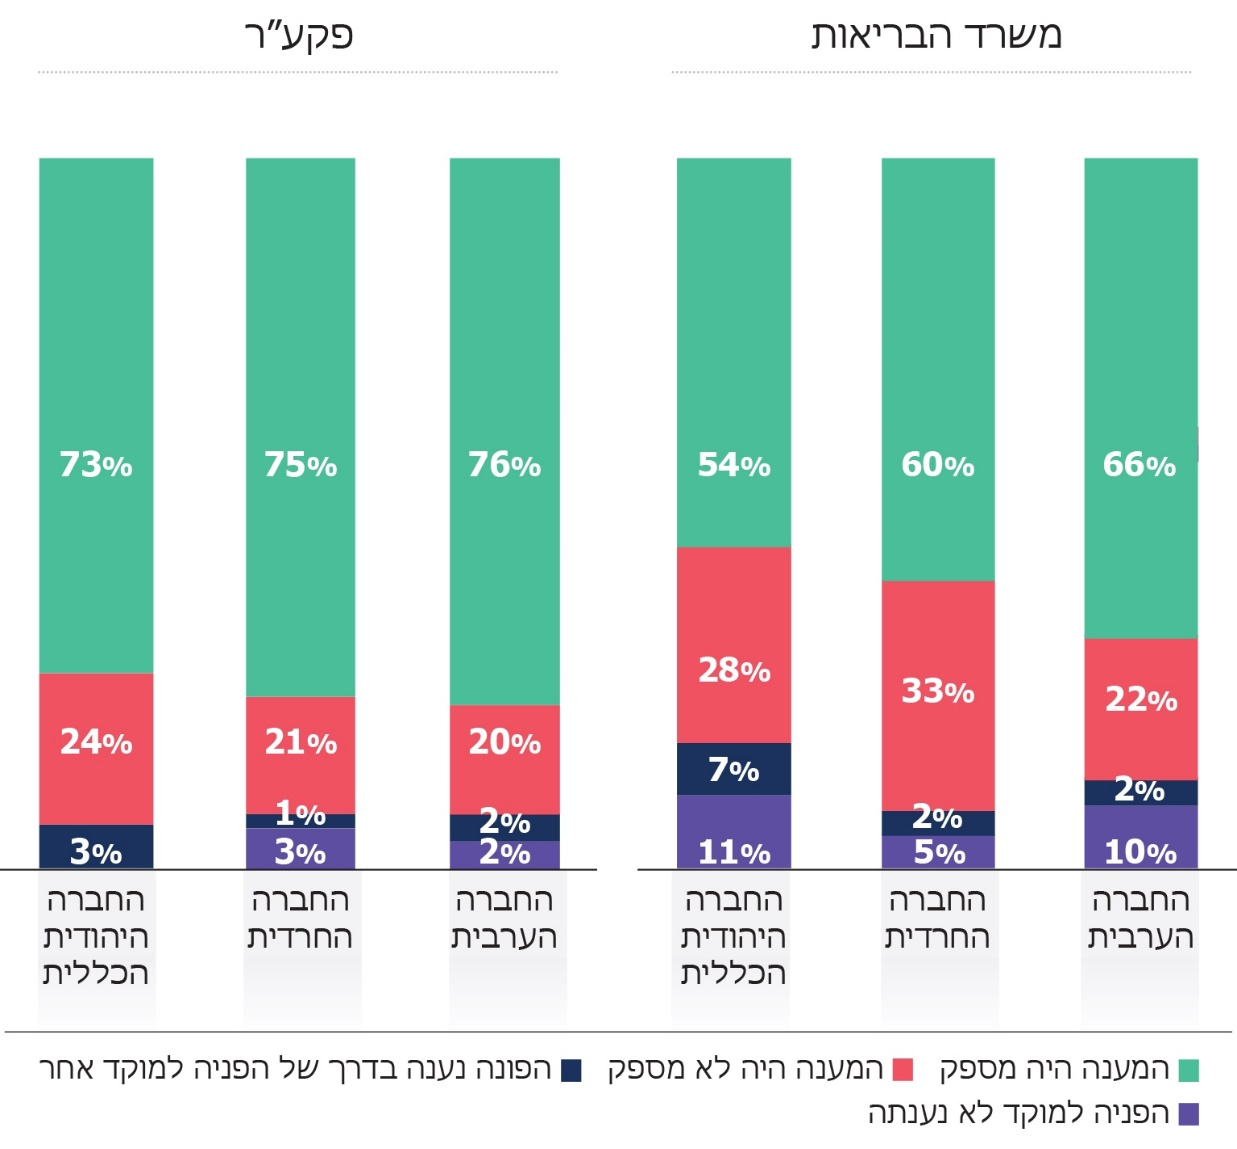 משרד הבריאות
פקע"ר
66%
60%
54%
76%
75%
73%
22%
33%
28%
20%
21%
24%
2%
2%
7%
2%
1%
10%
5%
11%
2%
3%
3%
החברה
הערבית
החברה
החרדית
החברה
היהודית
הכללית
החברה
הערבית
החברה
החרדית
החברה
היהודית
הכללית
המענה היה מספק
המענה היה לא מספק
הפונה נענה בדרך של הפניה למוקד אחר
הפניה למוקד לא נענתה